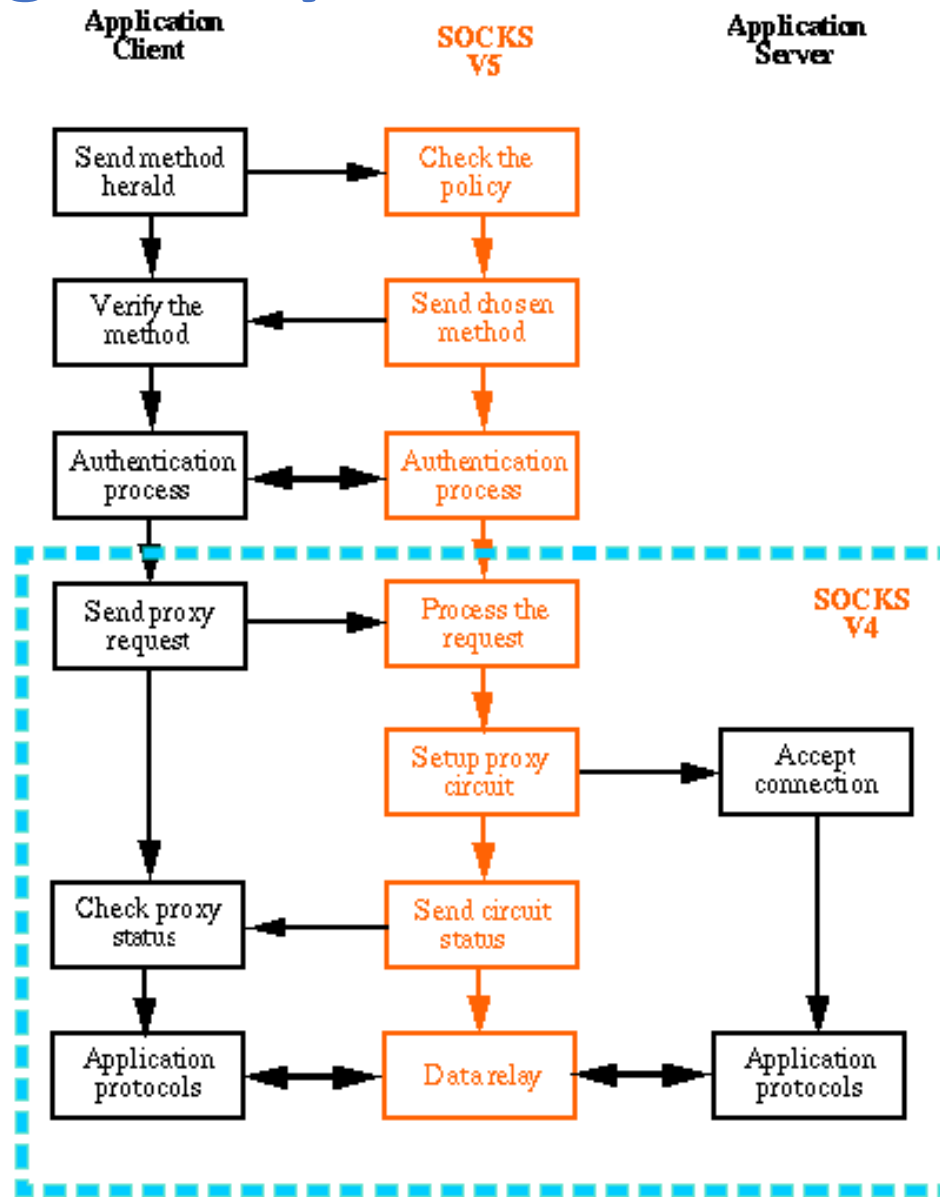 Application
Client
SOCKS
V5
Application
Server
Send method
herald
Check the
policy
Verify the
method
Send chosen
method
Authentication
process
Authentication
process
SOCKS
V4
Send proxy
request
Process the
request
Setup proxy
circuit
Accept
connection
Check proxy
status
Send circuit
status
Application
protocols
Data relay
Application
protocols